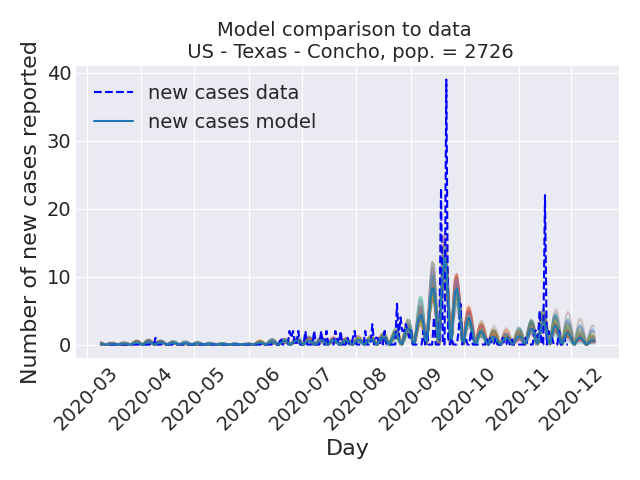 Model comparison to data
US - Texas - Concho, pop. = 2726
Number of new cases reported
40
30
20
10
0
new cases data
new cases model
2020-03
2020-04
2020-05
2020-06
2020-07
2020-08
2020-09
2020-10
2020-11
2020-12
Day